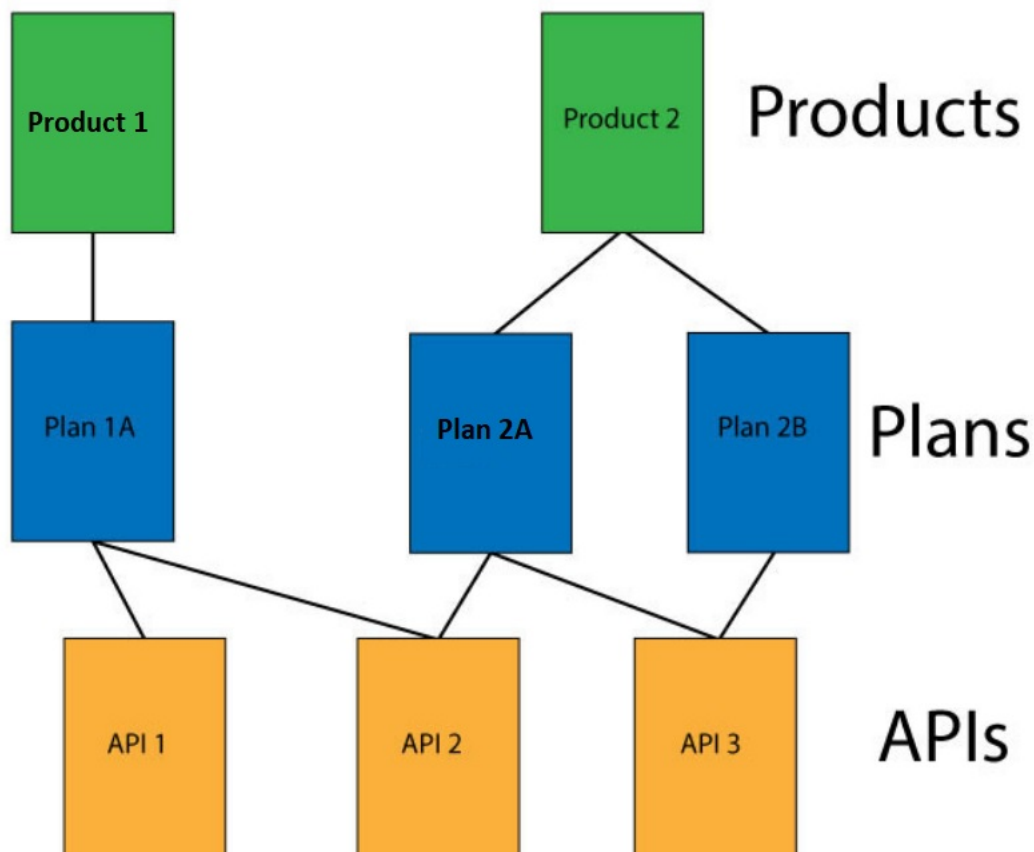 Product 1
Product 2
Products
Plan 1A
Plan 2A
Plan 2B
Plans
API 1
API 2
API 3
APIs